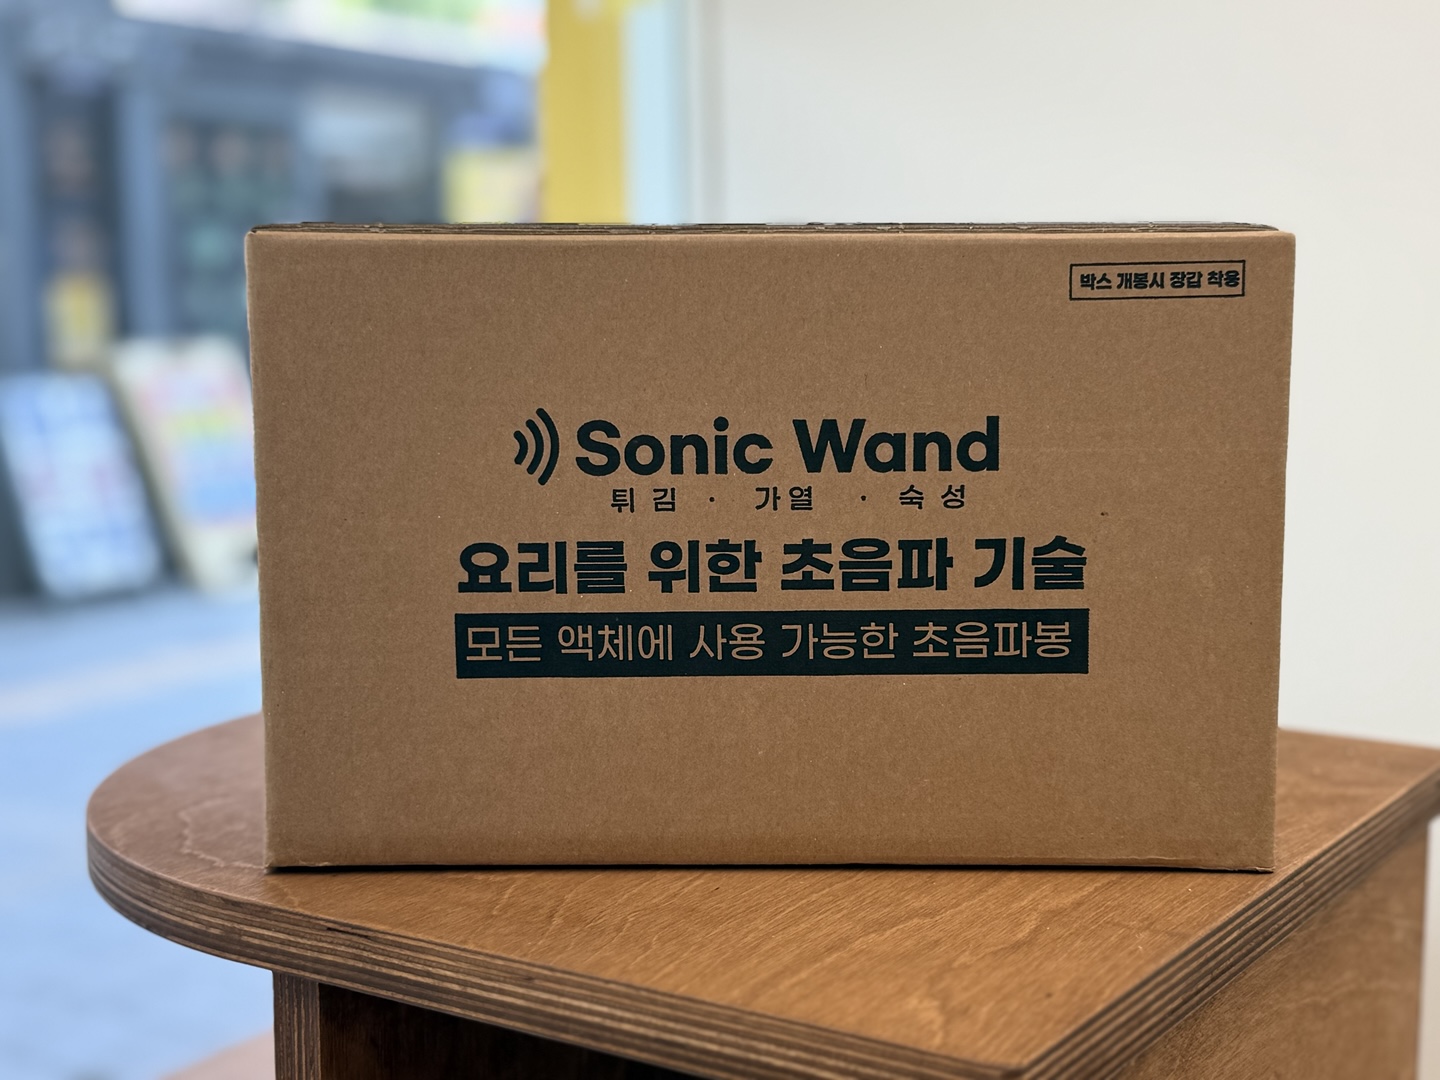 박스 개봉시 장갑 착용
Sonic Wand
튀김 · 가열 · 숙성
요리를 위한 초음파 기술
모든 액체에 사용 가능한 초음파봉